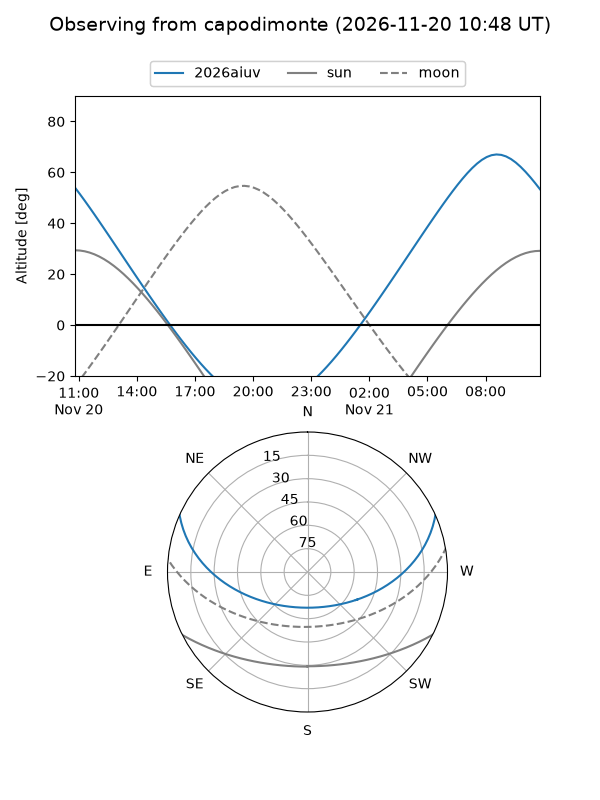 Observing from capodimonte (2026-11-20 10:48 UT)
2026aiuv sun moon
Altitude [deg]
80
60
40
20
0
−20
11:00 14:00 17:00 20:00 23:00 02:00 05:00 08:00
Nov 20 Nov 21
N
NE NW
15
30
45
60
75
E W
SE SW
S